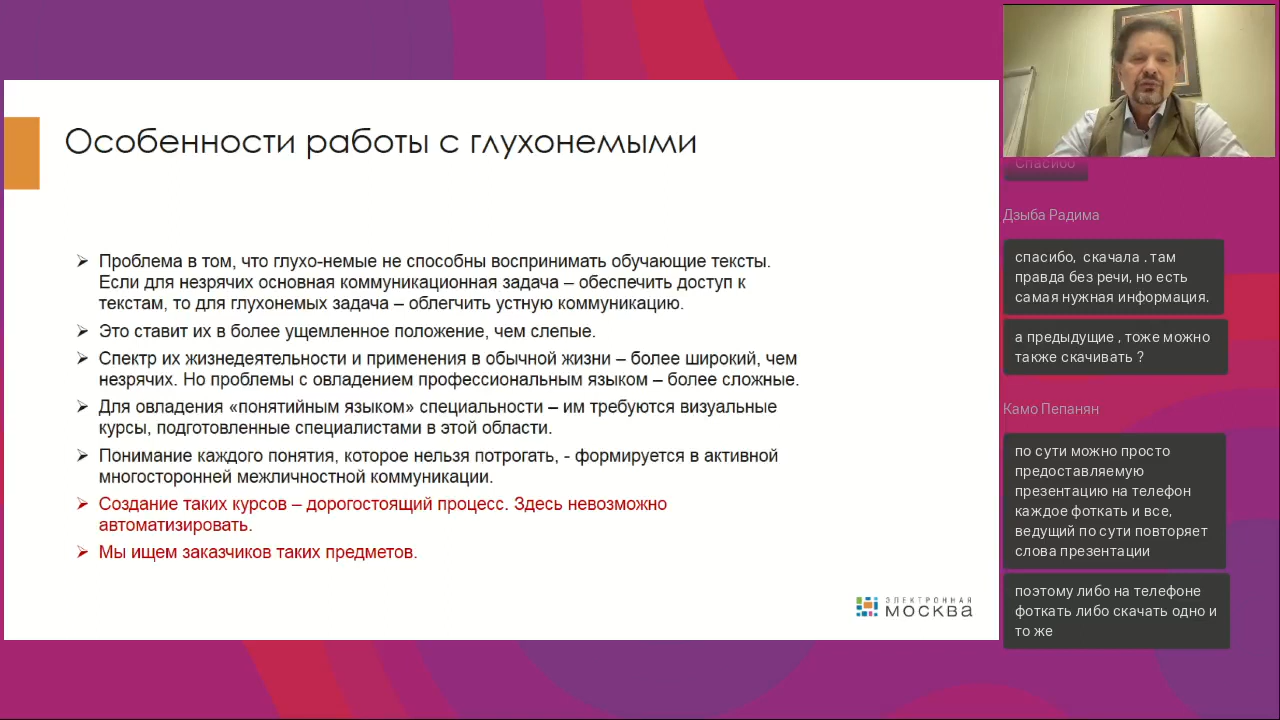 Особенности работы с глухонемыми
Проблема в том, что глухо-немые не способны воспринимать обучающие тексты.
Если для незрячих основная коммуникационная задача – обеспечить доступ к
текстам, то для глухонемых задача – облегчить устную коммуникацию.
Это ставит их в более ущемленное положение, чем слепые.
Спектр их жизнедеятельности и применения в обычной жизни – более широкий, чем
незрячих. Но проблемы с овладением профессиональным языком – более сложные.
Для овладения «понятийным языком» специальности – им требуются визуальные
курсы, подготовленные специалистами в этой области.
Понимание каждого понятия, которое нельзя потрогать, - формируется в активной
многосторонней межличностной коммуникации.
Создание таких курсов – дорогостоящий процесс. Здесь невозможно
автоматизировать.
Мы ищем заказчиков таких предметов.
ЭЛЕКТРОННАЯ
МОСКВА
Спасибо
Дзыба Радима
спасибо, скачала . там
правда без речи, но есть
самая нужная информация.
а предыдущие , тоже можно
также скачивать ?
Камо Пепанян
по сути можно просто
предоставляемую
презентацию на телефон
каждое фоткать и все,
ведущий по сути повторяет
слова презентации
поэтому либо на телефоне
фоткать либо скачать одно и
то же